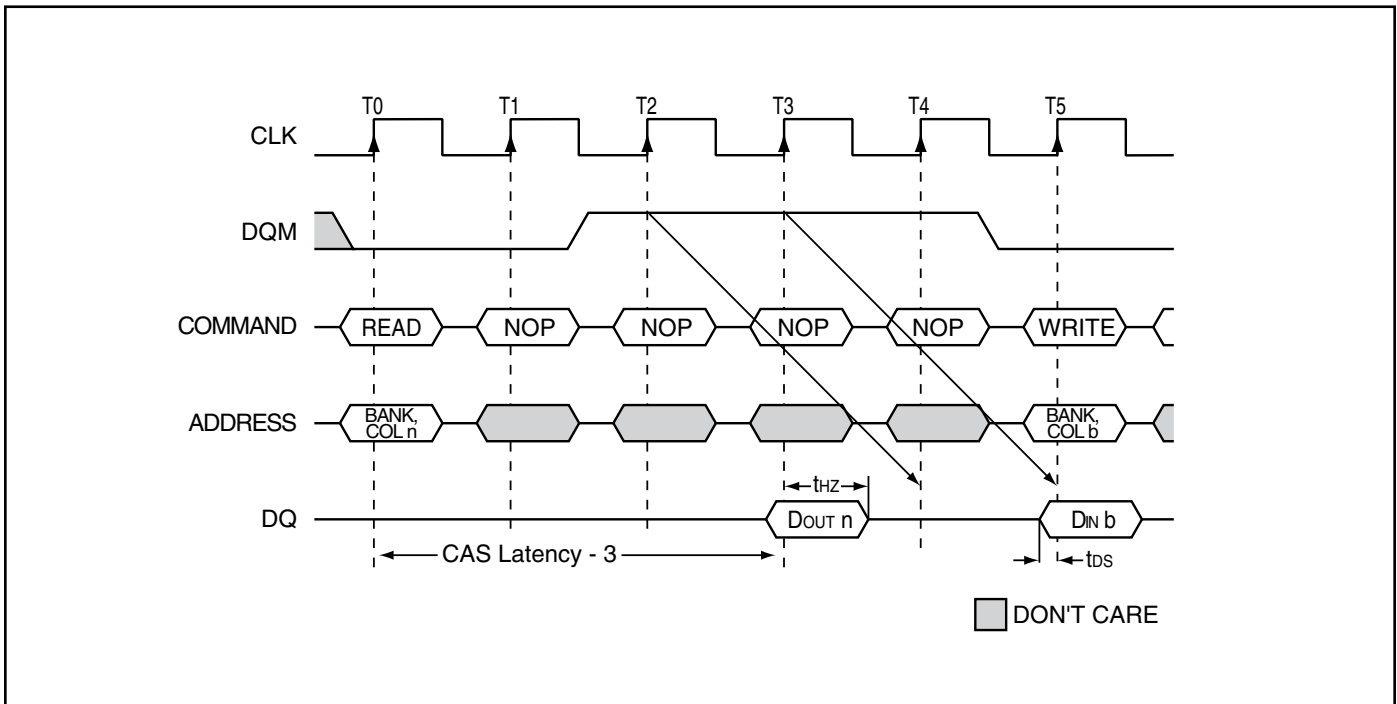 T0 T1 T2 T3 T4 T5
CLK
DQM
COMMAND READ NOP NOP NOP NOP WRITE
ADDRESS BANK, COL n BANK, COL b
tHZ
DQ DOUT n DIN b
CAS Latency - 3 tDS
DON'T CARE